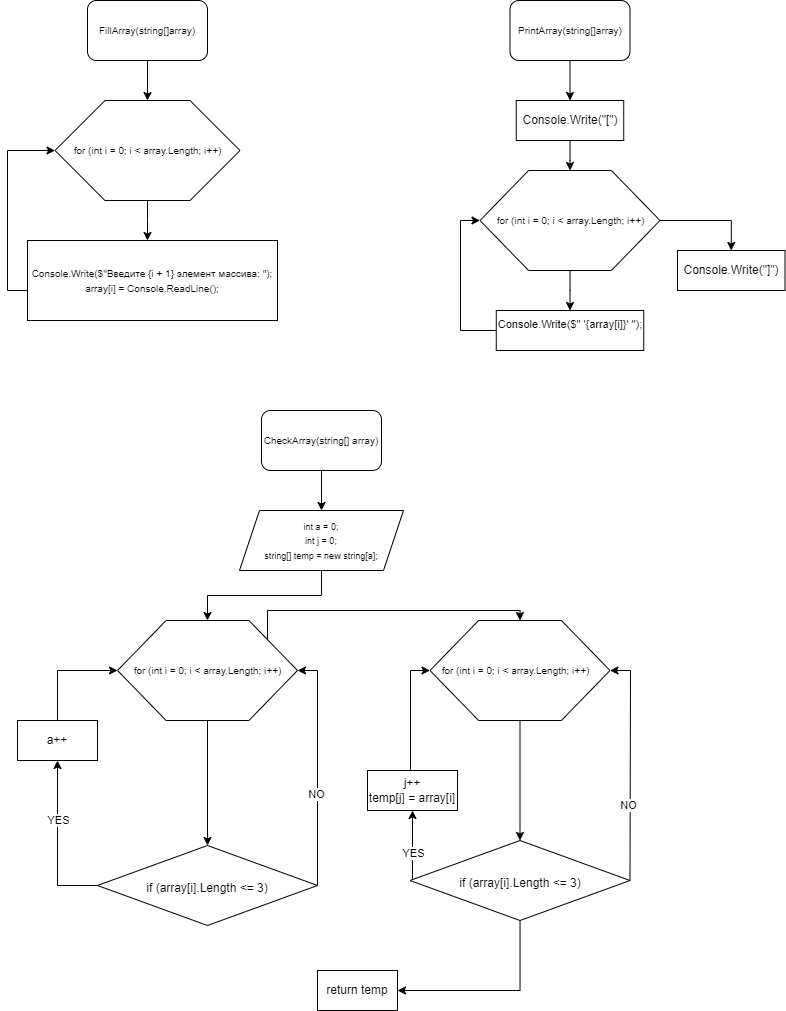 FillArray(string[]array)
for (int i = 0; i < array.Length; i++)
Console.Write($"Введите {i + 1} элемент массива: ");
array[i] = Console.ReadLine();
PrintArray(string[]array)
Console.Write("[")
for (int i = 0; i < array.Length; i++)
Console.Write("]")
Console.Write($" '{array[i]}' ");
CheckArray(string[] array)
int a = 0;
int j = 0;
string[] temp = new string[a];
for (int i = 0; i < array.Length; i++)
a++
YES
NO
if (array[i].Length <= 3)
for (int i = 0; i < array.Length; i++)
j++
temp[j] = array[i]
YES
NO
if (array[i].Length <= 3)
return temp